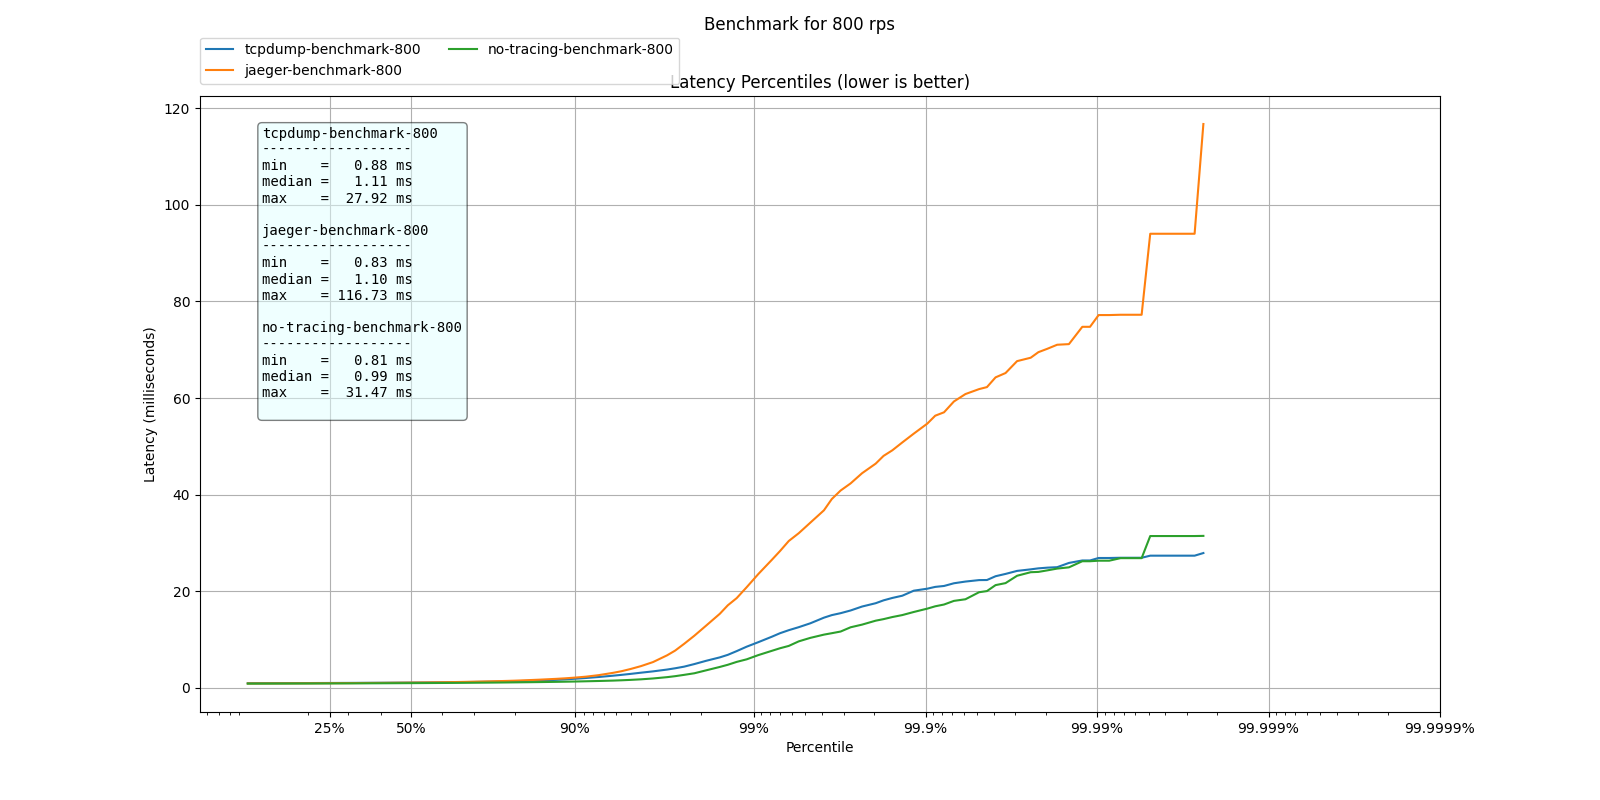 Benchmark for 800 rps
tcpdump-benchmark-800
no-tracing-benchmark-800
jaeger-benchmark-800
Latency Percentiles (lower is better)
120
100
80
60
40
20
0
Latency (milliseconds)
tcpdump-benchmark-800
------------------
min    =   0.88 ms
median =   1.11 ms
max    =  27.92 ms
jaeger-benchmark-800
------------------
min    =   0.83 ms
median =   1.10 ms
max    = 116.73 ms
no-tracing-benchmark-800
------------------
min    =   0.81 ms
median =   0.99 ms
max    =  31.47 ms
25% 50% 90% 99% 99.9% 99.99% 99.999% 99.9999%
Percentile